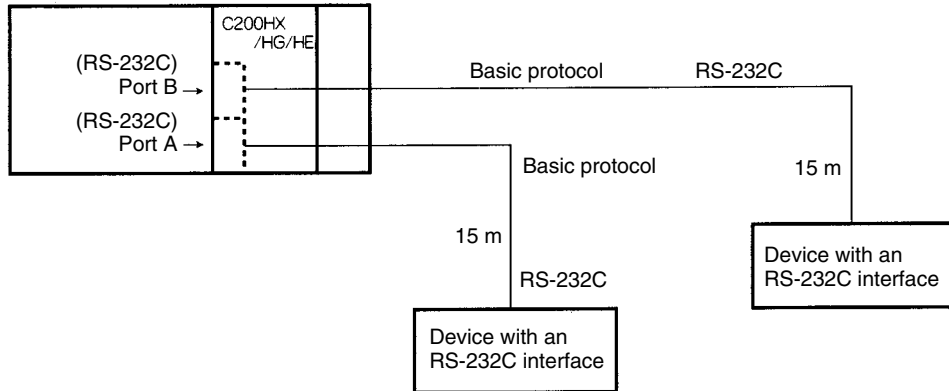 C200HX
/HG/HE
(RS-232C)
Port B →
(RS-232C)
Port A →
Basic protocol
RS-232C
Basic protocol
15 m
15 m
RS-232C
Device with an
RS-232C interface
Device with an
RS-232C interface